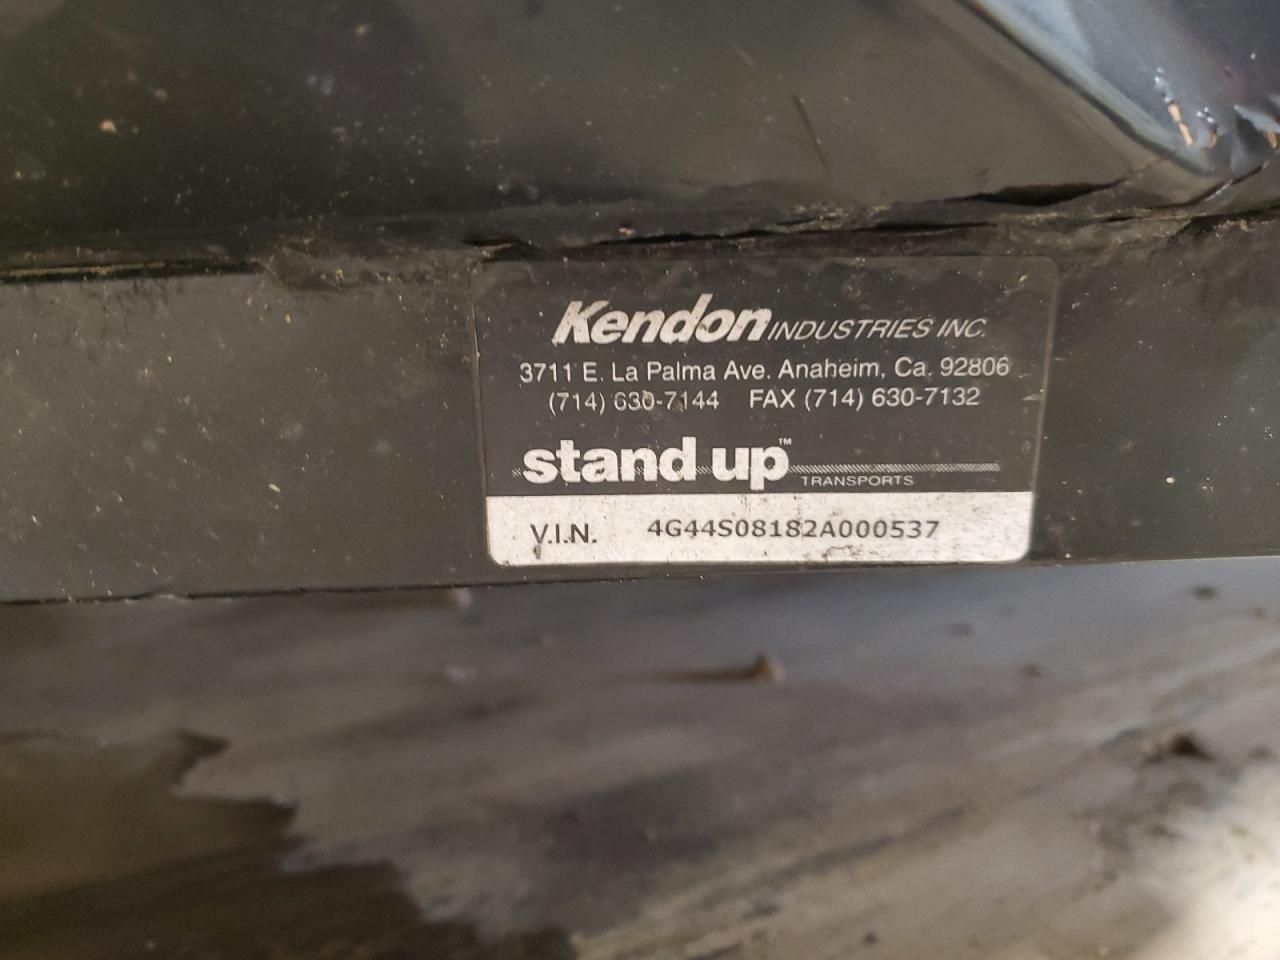 Kendon INDUSTRIES INC.
3711 E. La Palma Ave. Anaheim, Ca. 92806
(714) 630-7144 FAX (714) 630-7132
stand up™
TRANSPORTS
V.I.N. 4G44S08182A000537